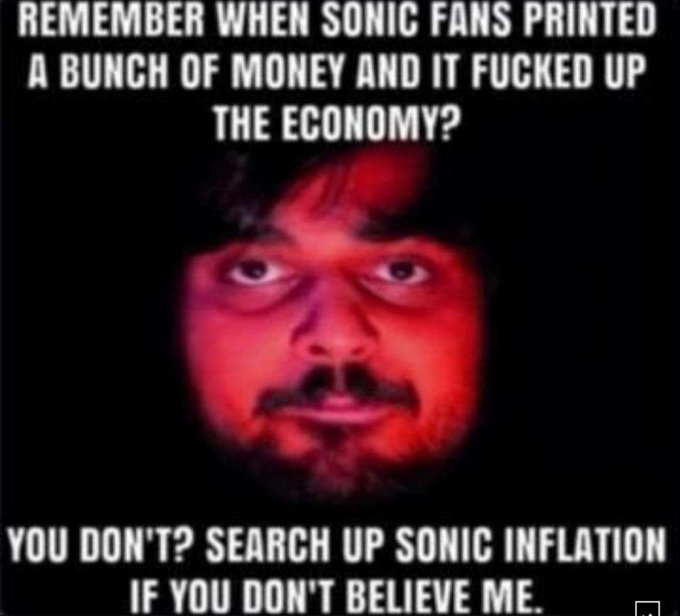 REMEMBER WHEN SONIC FANS PRINTED
A BUNCH OF MONEY AND IT FUCKED UP
THE ECONOMY?
YOU DON'T? SEARCH UP SONIC INFLATION
IF YOU DON'T BELIEVE ME.